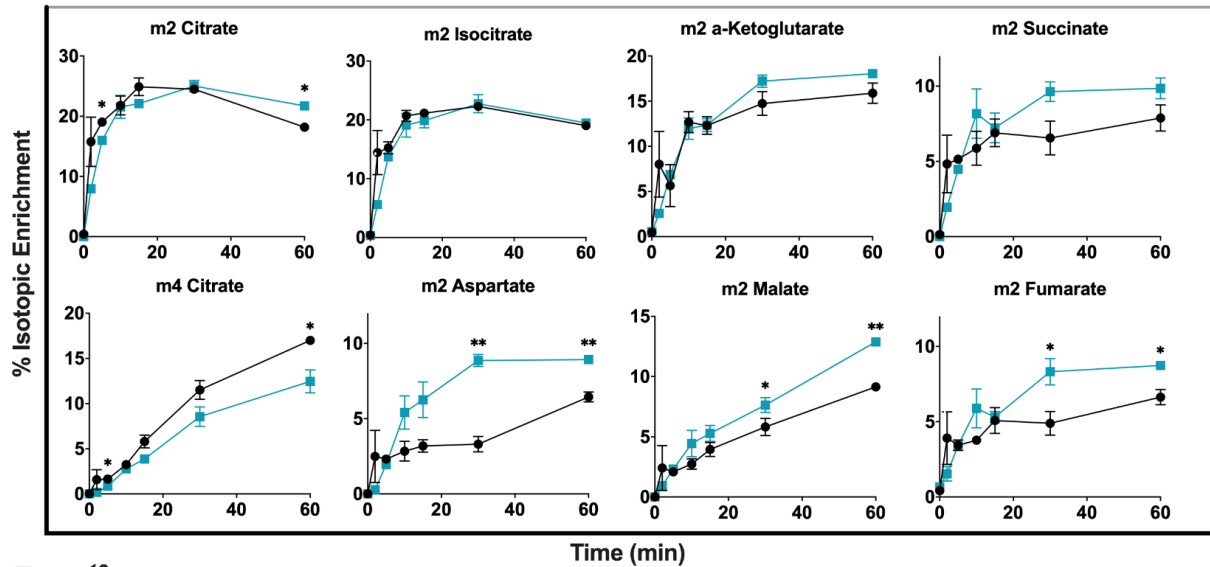 m2 Citrate
m2 Isocitrate
m2 a-Ketoglutarate
m2 Succinate
30
20
10
0
0 20 40 60
*
*
30
20
10
0
0 20 40 60
20
15
10
5
0
0 20 40 60
10
5
0
0 20 40 60
% Isotopic Enrichment
m4 Citrate
m2 Aspartate
m2 Malate
m2 Fumarate
20
15
10
5
0
0 20 40 60
*
*
10
5
0
0 20 40 60
**
**
15
10
5
0
0 20 40 60
*
**
10
5
0
0 20 40 60
*
*
Time (min)